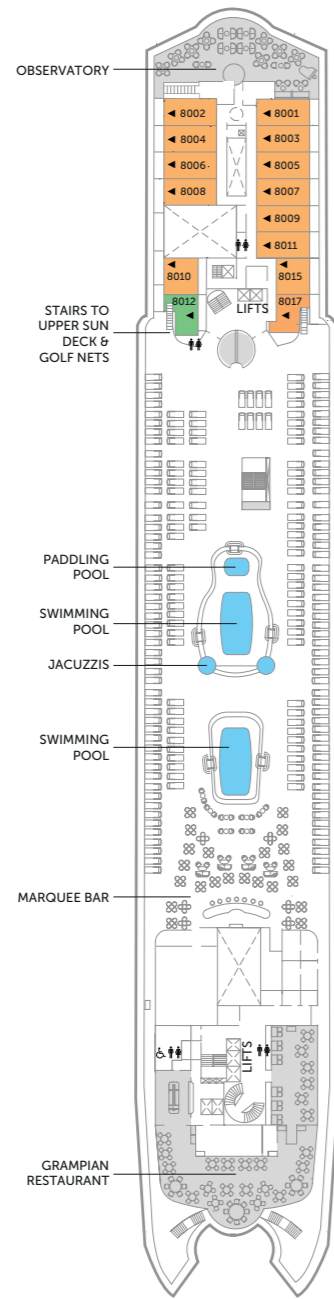 OBSERVATORY
8002
8001
8004
8003
8006
8005
8008
8007
8009
8011
8010
8015
8012
8017
LIFTS
STAIRS TO
UPPER SUN
DECK &
GOLF NETS
PADDLING
POOL
SWIMMING
POOL
JACUZZIS
SWIMMING
POOL
MARQUEE BAR
LIFTS
GRAMPIAN
RESTAURANT